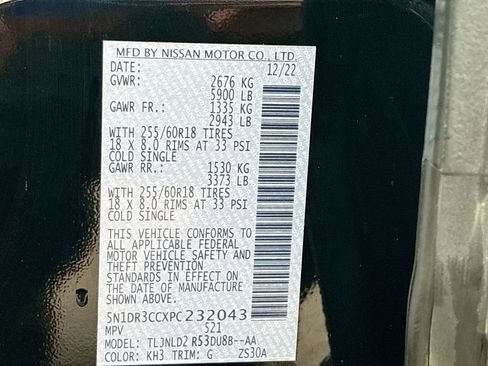 MFD BY NISSAN MOTOR CO., LTD.
DATE: 12/22
GVWR: 2676 KG
5900 LB
GAWR FR.: 1335 KG
2943 LB
WITH 255/60R18 TIRES
18 X 8.0 RIMS AT 33 PSI
COLD SINGLE
GAWR RR.: 1530 KG
3373 LB
WITH 255/60R18 TIRES
18 X 8.0 RIMS AT 33 PSI
COLD SINGLE
THIS VEHICLE CONFORMS TO
ALL APPLICABLE FEDERAL
MOTOR VEHICLE SAFETY AND
THEFT PREVENTION
STANDARDS IN EFFECT ON
THE DATE OF MANUFACTURE
SHOWN ABOVE.
5N1DR3CCXPC232043
MPV 521
MODEL: TLJNLD2 R53DU8B--AA
COLOR: KH3 TRIM: G ZS30A